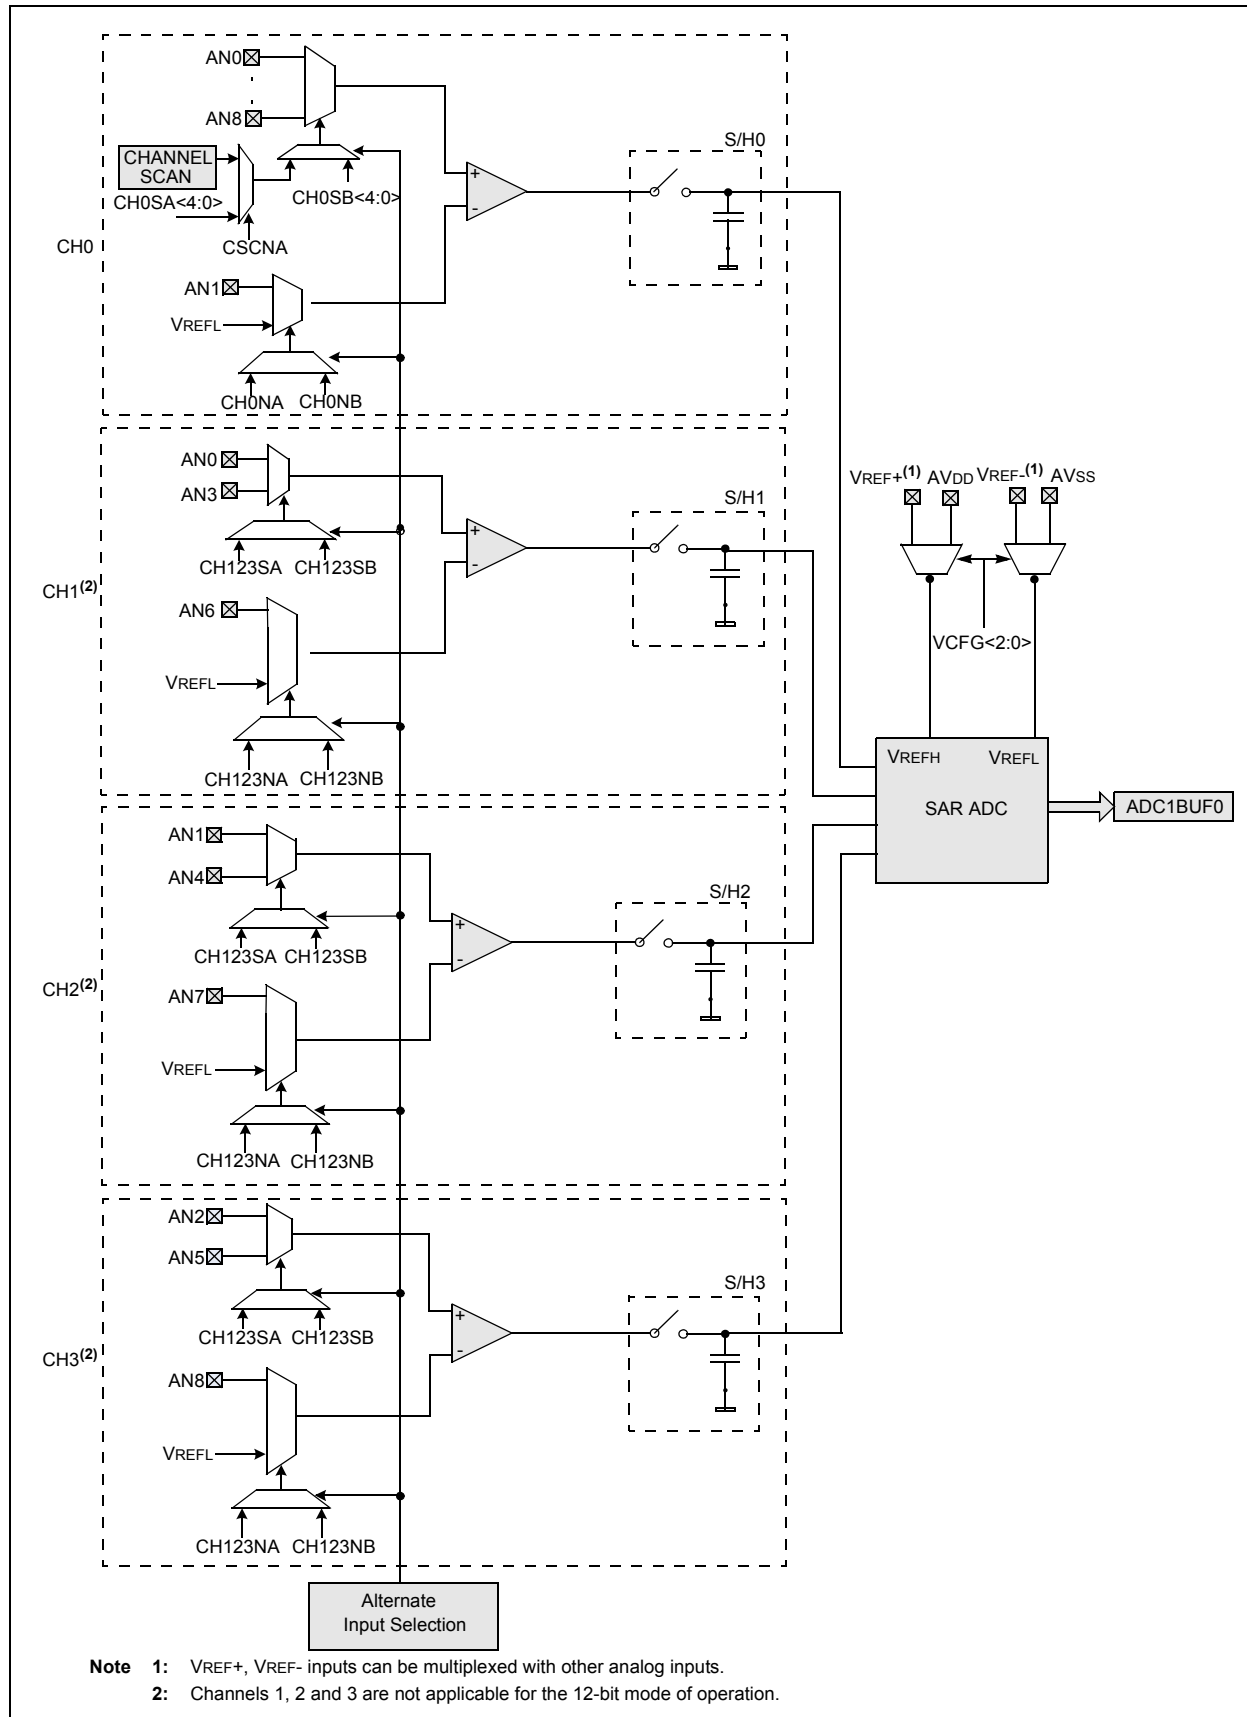 AN0
AN8
CHANNEL
SCAN
CH0SA<4:0>
CH0SB<4:0>
CSCNA
CH0
AN1
VREFL
CH0NA
CH0NB
+
-
S/H0
AN0
AN3
CH123SA
CH123SB
CH1(2)
AN6
VREFL
CH123NA
CH123NB
+
-
S/H1
VREF+(1)
AVDD
VREF-(1)
AVSS
VCFG<2:0>
VREFH
VREFL
SAR ADC
ADC1BUF0
AN1
AN4
CH123SA
CH123SB
CH2(2)
AN7
VREFL
CH123NA
CH123NB
+
-
S/H2
AN2
AN5
CH123SA
CH123SB
CH3(2)
AN8
VREFL
CH123NA
CH123NB
+
-
S/H3
Alternate
Input Selection
Note 1: VREF+, VREF- inputs can be multiplexed with other analog inputs.
2: Channels 1, 2 and 3 are not applicable for the 12-bit mode of operation.